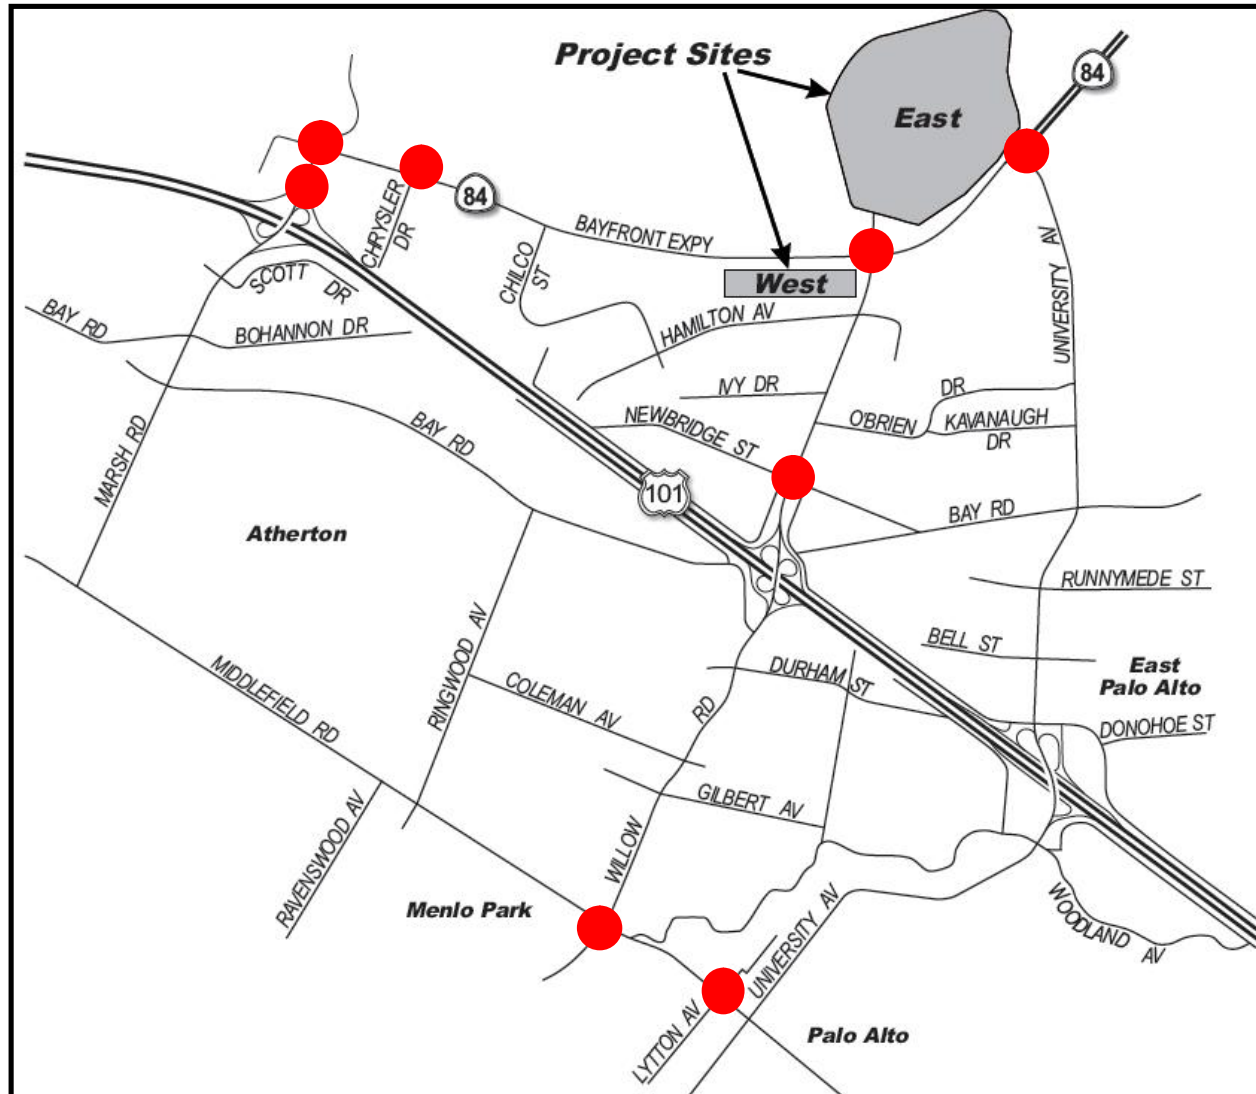 Project Sites
East
84
84
CHRYSLER
DR
BAYFRONT EXPY
CHILCO
ST
West
UNIVERSITY AV
SCOTT DR
BAY RD
BOHANNON DR
HAMILTON AV
IVY DR
DR
O'BRIEN
KAVANAUGH
DR
NEWBRIDGE ST
BAY RD
MARSH RD
101
BAY RD
Atherton
RUNNYMEDE ST
BELL ST
East
Palo Alto
DURHAM ST
RINGWOOD AV
MIDDLEFIELD RD
COLEMAN AV
WILLOW RD
DONOHOE ST
GILBERT AV
RAVENSWOOD AV
Menlo Park
UNIVERSITY AV
WOODLAND AV
LYTTON AV
Palo Alto